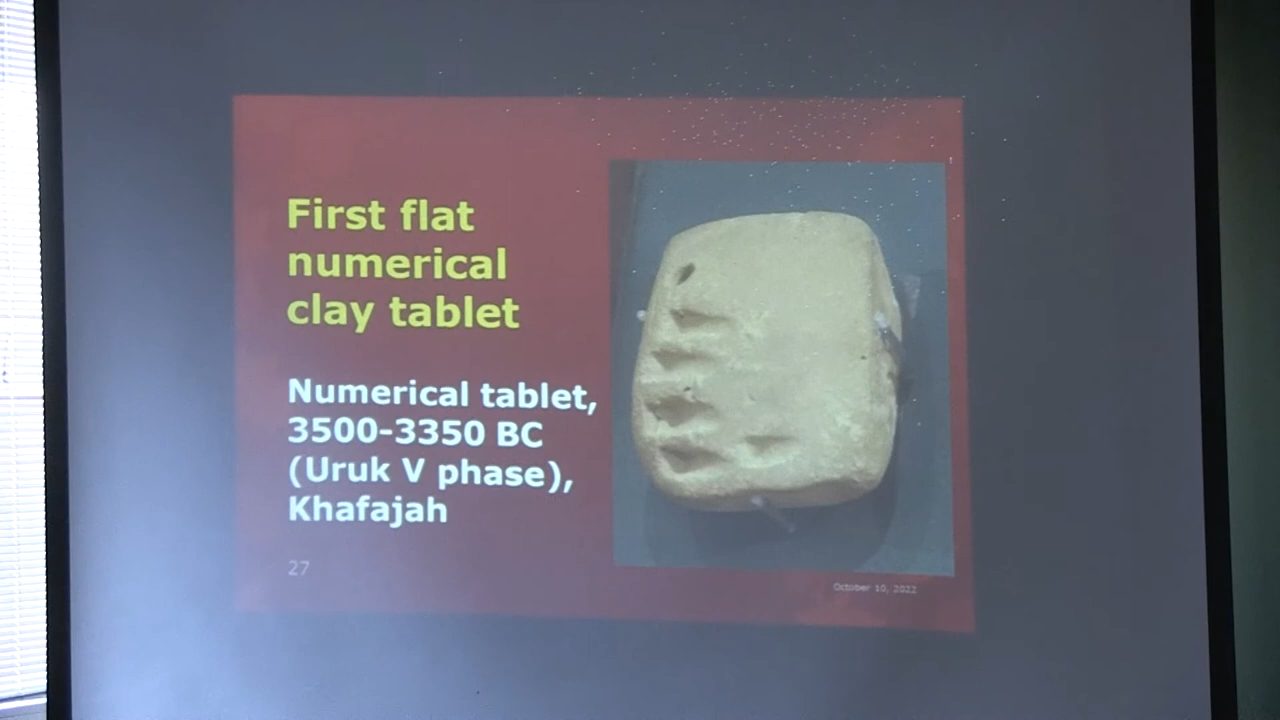 First flat
numerical
clay tablet
Numerical tablet,
3500-3350 BC
(Uruk V phase),
Khafajah
27
October 10, 2022